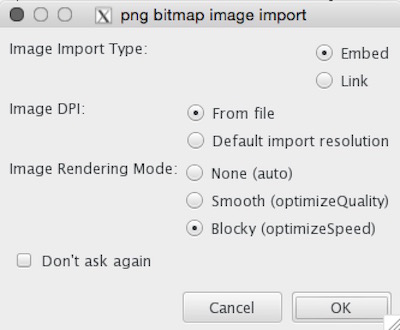 png bitmap image import
Image Import Type:
Embed
Link
Image DPI:
From file
Default import resolution
Image Rendering Mode:
None (auto)
Smooth (optimizeQuality)
Blocky (optimizeSpeed)
Don't ask again
Cancel
OK